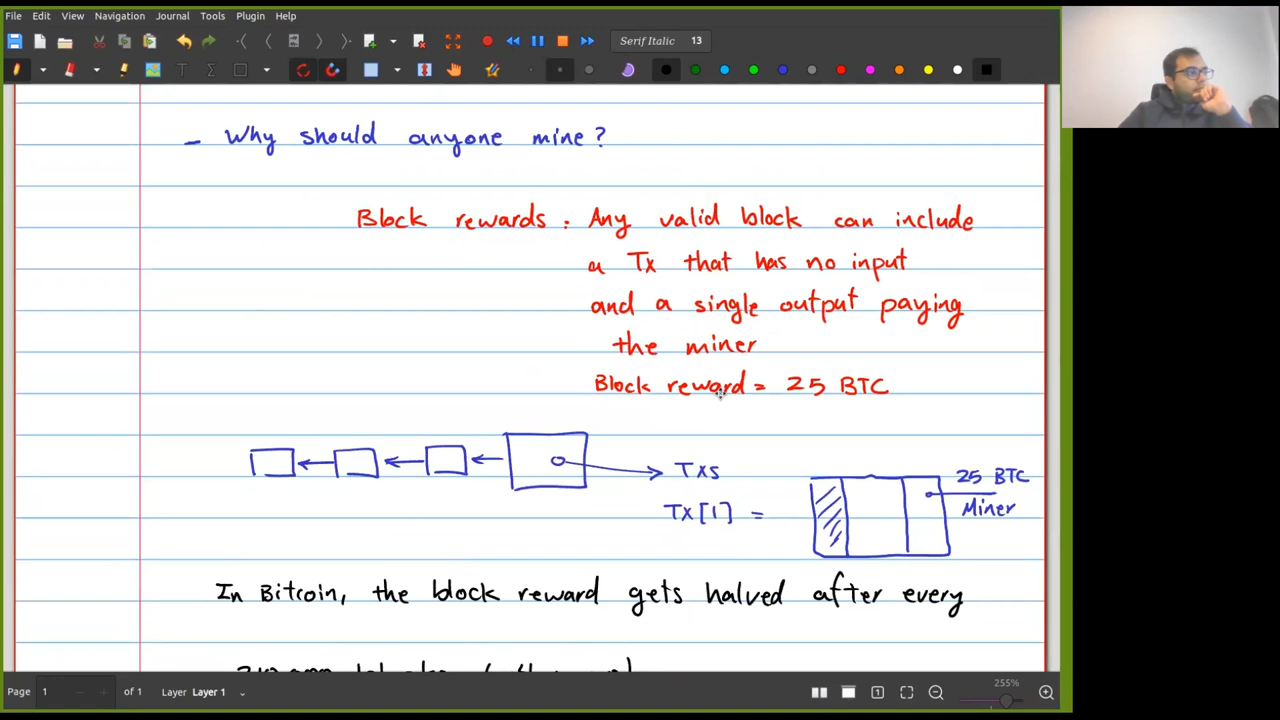 File Edit View Navigation Journal Tools Plugin Help
Serif Italic 13
- Why should anyone mine?
Block rewards : Any valid block can include
a Tx that has no input
and a single output paying
the miner
Block reward = 25 BTC
TXs
TX[1] =
25 BTC
Miner
In Bitcoin, the block reward gets halved after every
Page 1 of 1 Layer Layer 1
255%